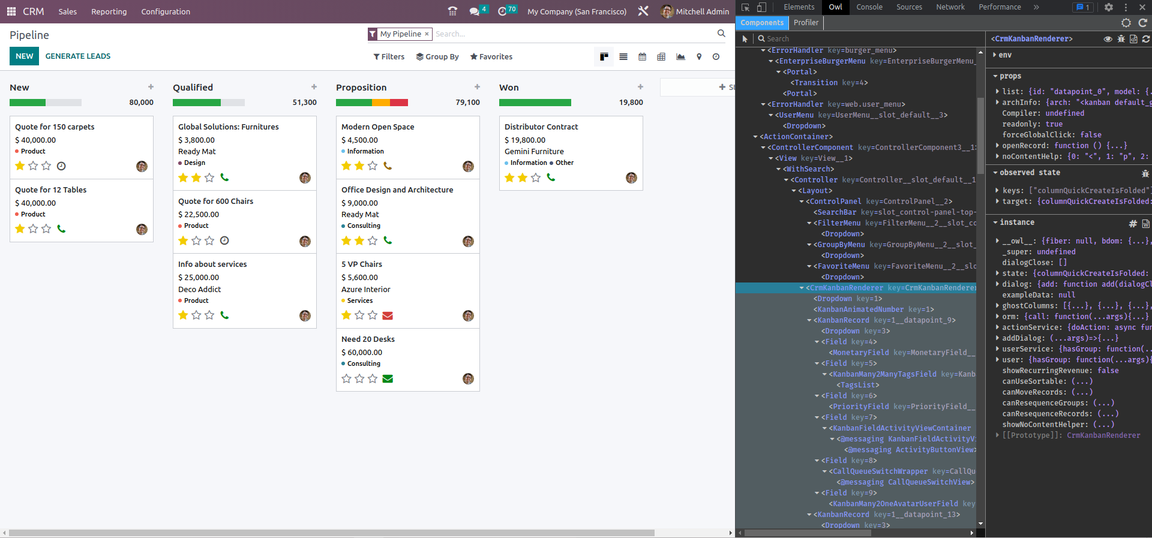 CRM Sales Reporting Configuration 4 70 My Company (San Francisco) Mitchell Admin
Pipeline
My Pipeline × Search...
NEW GENERATE LEADS
Filters Group By Favorites
New +
80,000
Quote for 150 carpets
$ 40,000.00
Product
Quote for 12 Tables
$ 40,000.00
Product
Qualified +
51,300
Global Solutions: Furnitures
$ 3,800.00
Ready Mat
Design
Quote for 600 Chairs
$ 22,500.00
Product
Info about services
$ 25,000.00
Deco Addict
Product
Proposition +
79,100
Modern Open Space
$ 4,500.00
Information
Office Design and Architecture
$ 9,000.00
Ready Mat
Consulting
5 VP Chairs
$ 5,600.00
Azure Interior
Services
Need 20 Desks
$ 60,000.00
Consulting
Won +
19,800
Distributor Contract
$ 19,800.00
Gemini Furniture
Information Other
+
Elements Owl Console Sources Network Performance » 1
Components Profiler
Search
<ErrorHandler key=burger_menu>
<EnterpriseBurgerMenu key=EnterpriseBurgerMenu_
<Portal>
<Transition key=4>
<Portal>
<ErrorHandler key=web.user_menu>
<UserMenu key=UserMenu__slot_default__3>
<Dropdown>
<ActionContainer>
<ControllerComponent key=ControllerComponent3__1
<View key=View__1>
<WithSearch>
<Controller key=Controller__slot_default__1
<Layout>
<ControlPanel key=ControlPanel__2>
<SearchBar key=slot_control-panel-top-
<FilterMenu key=FilterMenu__2__slot_co
<Dropdown>
<GroupByMenu key=GroupByMenu__2__slot_
<Dropdown>
<FavoriteMenu key=FavoriteMenu__2__slo
<Dropdown>
<CrmKanbanRenderer key=CrmKanbanRenderer
<Dropdown key=1>
<KanbanAnimatedNumber key=1>
<KanbanRecord key=1__datapoint_9>
<Dropdown key=3>
<Field key=4>
<MonetaryField key=MonetaryField__
<Field key=5>
<KanbanMany2ManyTagsField key=Kanb
<TagsList>
<Field key=6>
<PriorityField key=PriorityField__
<Field key=7>
<KanbanFieldActivityViewContainer
<@messaging KanbanFieldActivityV
<@messaging ActivityButtonView
<Field key=8>
<CallQueueSwitchWrapper key=CallQu
<@messaging CallQueueSwitchView>
<Field key=9>
<KanbanMany2OneAvatarUserField key
<KanbanRecord key=1__datapoint_13>
<Dropdown key=3>
<CrmKanbanRenderer>
env
props
list: {id: "datapoint_0", model: {.
archInfo: {arch: "<kanban default_g
Compiler: undefined
readonly: true
forceGlobalClick: false
openRecord: function () {...}
noContentHelp: {0: "<", 1: "p", 2:
observed state
keys: ["columnQuickCreateIsFolded"]
target: {columnQuickCreateIsFolded:
instance #
__owl__: {fiber: null, bdom: {...},
_super: undefined
dialogClose: []
state: {columnQuickCreateIsFolded:
dialog: {add: function add(dialogCl
exampleData: null
ghostColumns: [{...}, {...}, {...},
orm: {call: function(...args){...}
actionService: {doAction: async fun
addDialog: (...args)=>{...}
userService: {hasGroup: function(..
user: {hasGroup: function(...args){
showRecurringRevenue: false
canUseSortable: (...)
canMoveRecords: (...)
canResequenceGroups: (...)
canResequenceRecords: (...)
showNoContentHelper: (...)
[[Prototype]]: CrmKanbanRenderer